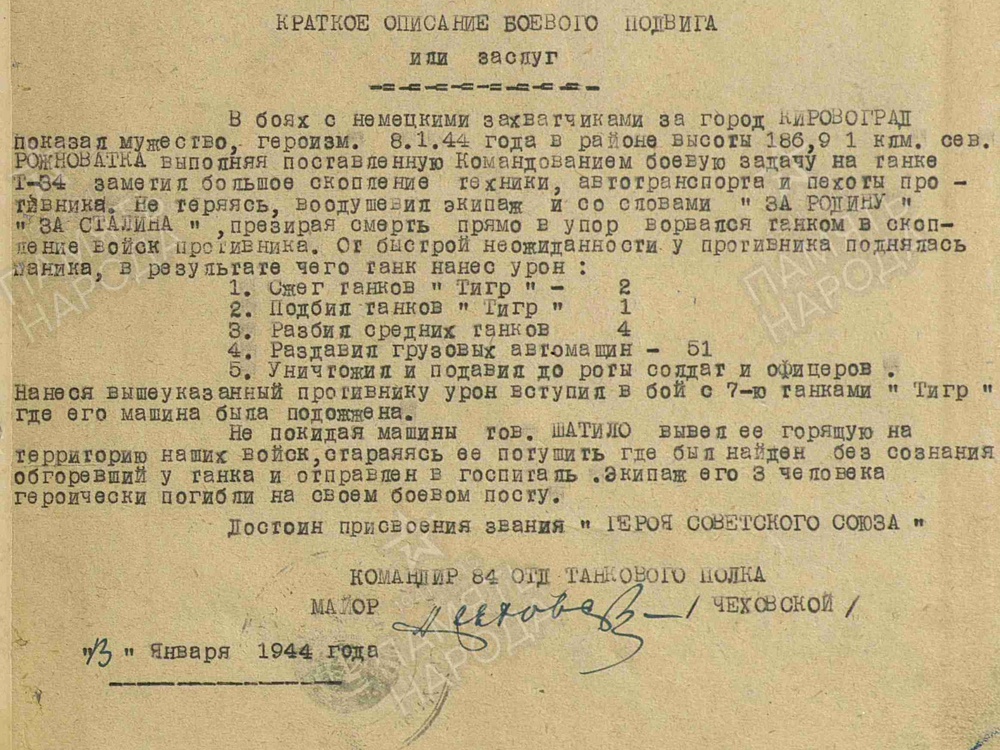 КРАТКОЕ ОПИСАНИЕ БОЕВОГО ПОДВИГА
или заслуг
В боях с немецкими захватчиками за город КИРОВОГРАД
показал мужество, героизм. 8.1.44 года в районе высоты 186,9 1 клм. сев.
РОЖНОВАТКА выполняя поставленную Командованием боевую задачу на танке
Т-34 заметил большое скопление техники, автотранспорта и пехоты про -
тивника. Не теряясь, воодушевил экипаж и со словами " ЗА РОДИНУ "
" ЗА СТАЛИНА " ,презирая смерть прямо в упор ворвался танком в скоп-
ление войск противника. От быстрой неожиданности у противника поднялась
паника, в результате чего танк нанес урон :
1. Сжег танков " Тигр " - 2
2. Подбил танков " Тигр " 1
3. Разбил средних танков 4
4. Раздавил грузовых автомащин - 51
5. Уничтожил и подавил до роты солдат и офицеров .
Нанеся вышеуказанный противнику урон вступил в бой с 7-ю танками " Тигр "
где его машина была подожжена.
Не покидая машины тов. ШАТИЛО вывел ее горящую на
территорию наших войск,стараяясь ее потушить где был найден без сознания
обгоревший у танка и отправлен в госпиталь .Экипаж его 3 человека
героически погибли на своем боевом посту.
Достоин присвоения звания " ГЕРОЯ СОВЕТСКОГО СОЮЗА "
КОМАНДИР 84 ОТД ТАНКОВОГО ПОЛКА
МАЙОР / ЧЕХОВСКОЙ /
"13" Января 1944 года
ПАМЯТЬ НАРОДА